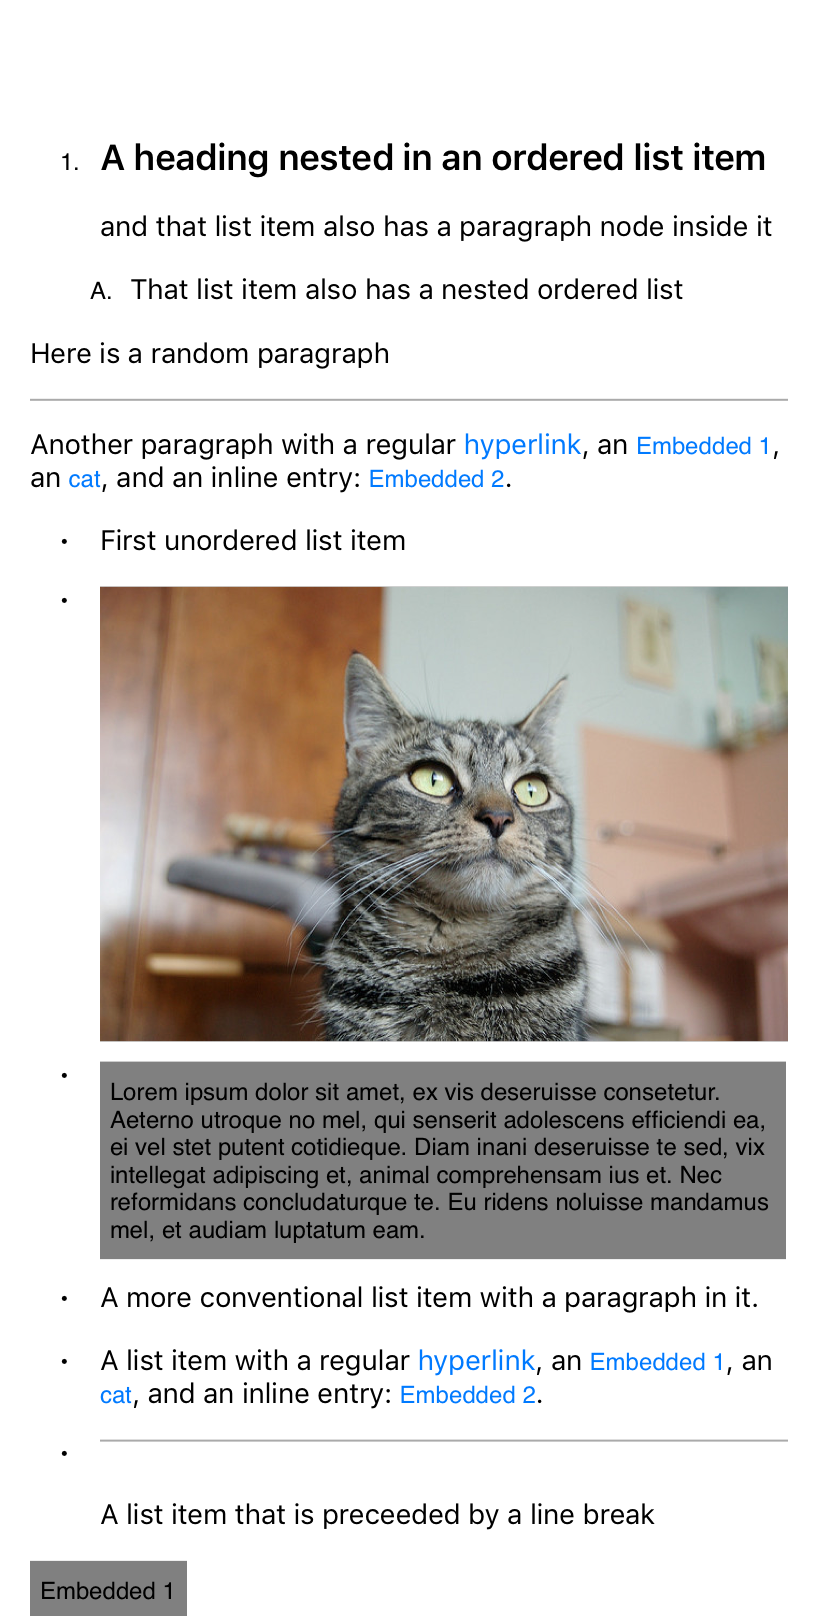 1. A heading nested in an ordered list item
and that list item also has a paragraph node inside it
A. That list item also has a nested ordered list
Here is a random paragraph
Another paragraph with a regular hyperlink, an Embedded 1,
an cat, and an inline entry: Embedded 2.
• First unordered list item
•
• Lorem ipsum dolor sit amet, ex vis deseruisse consetetur.
Aeterno utroque no mel, qui senserit adolescens efficiendi ea,
ei vel stet putent cotidieque. Diam inani deseruisse te sed, vix
intellegat adipiscing et, animal comprehensam ius et. Nec
reformidans concludaturque te. Eu ridens noluisse mandamus
mel, et audiam luptatum eam.
• A more conventional list item with a paragraph in it.
• A list item with a regular hyperlink, an Embedded 1, an
cat, and an inline entry: Embedded 2.
•
A list item that is preceeded by a line break
Embedded 1